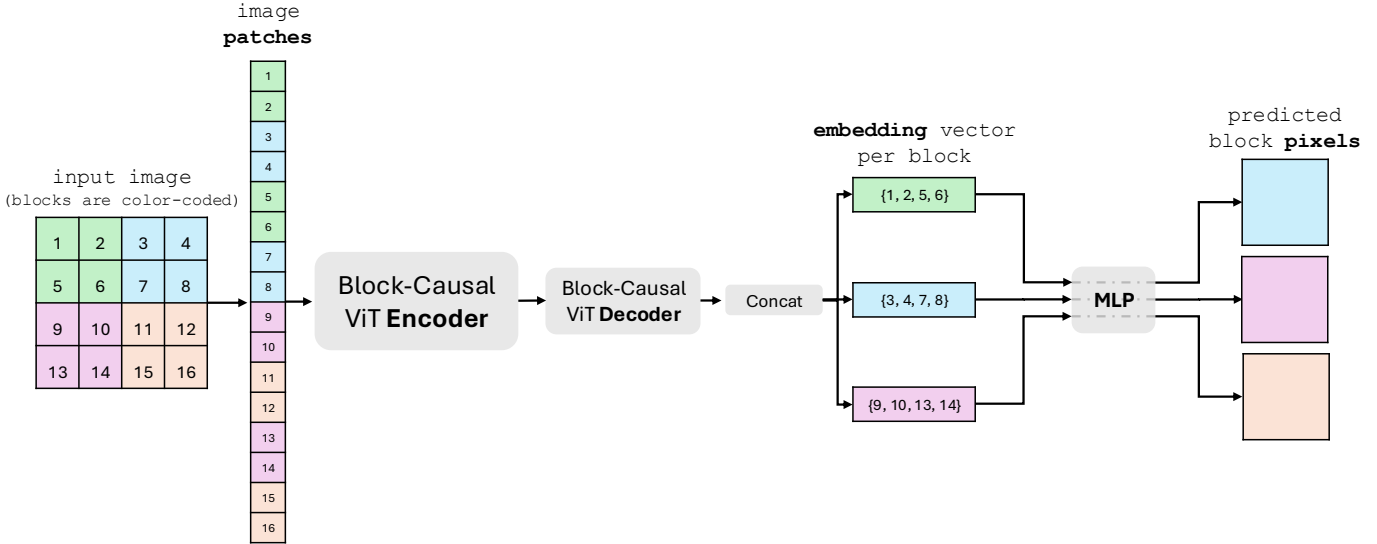 image
patches
input image
(blocks are color-coded)
1 2 3 4
5 6 7 8
9 10 11 12
13 14 15 16
1
2
3
4
5
6
7
8
9
10
11
12
13
14
15
16
Block-Causal
ViT Encoder
Block-Causal
ViT Decoder
Concat
embedding vector
per block
{1, 2, 5, 6}
{3, 4, 7, 8}
{9, 10, 13, 14}
MLP
predicted
block pixels